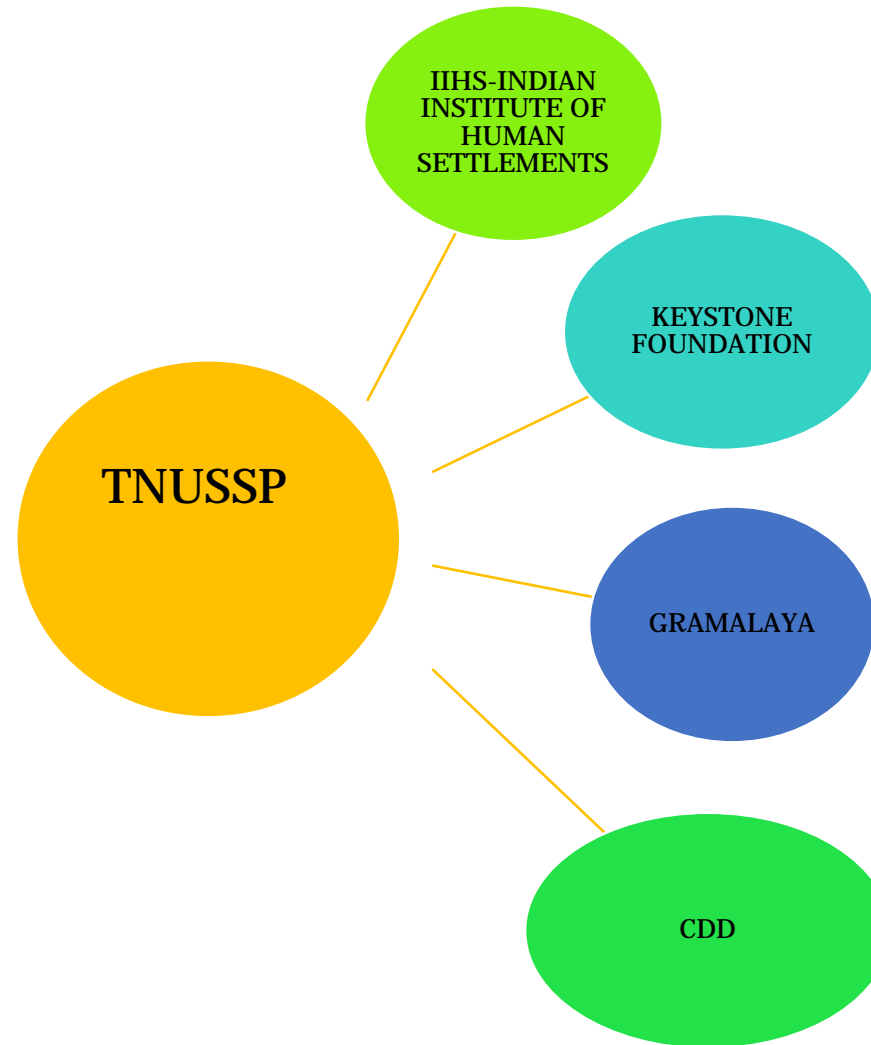 IIHS-INDIAN
INSTITUTE OF
HUMAN
SETTLEMENTS
KEYSTONE
FOUNDATION
TNUSSP
GRAMALAYA
CDD